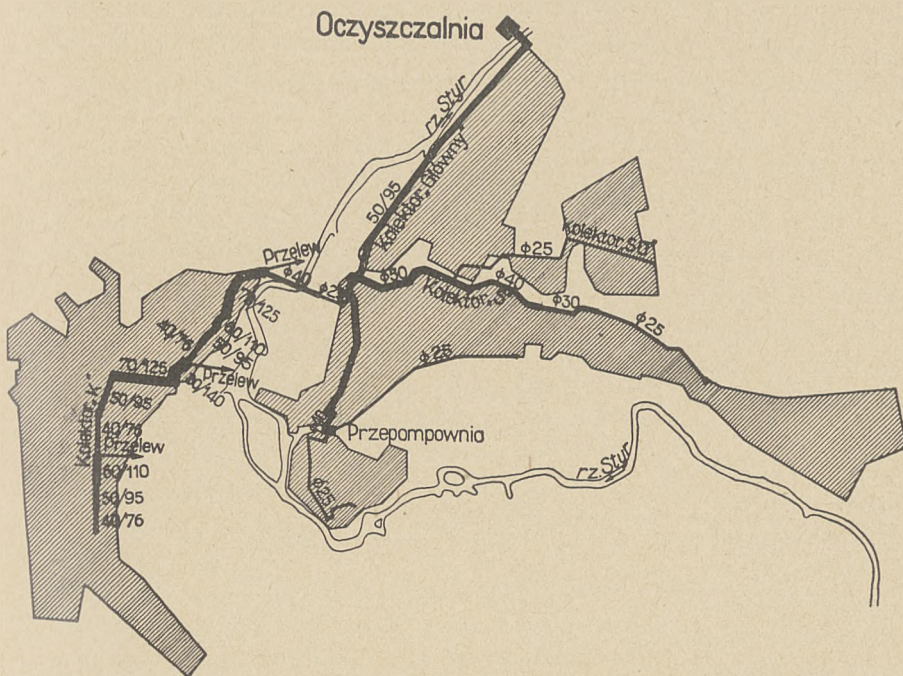 Oczyszczalnia
rz. Styr
50/95
Kolektor „Główny”
Kolektor „Sa”
φ25
Przelew
φ40
φ30
φ40
Kolektor „S”
φ30
φ25
40/76
60/110
50/95
70/125
Przelew
φ25
50/95
Kolektor „K”
40/76
Przelew
60/110
50/95
40/76
Przepompownia
φ25
rz. Styr